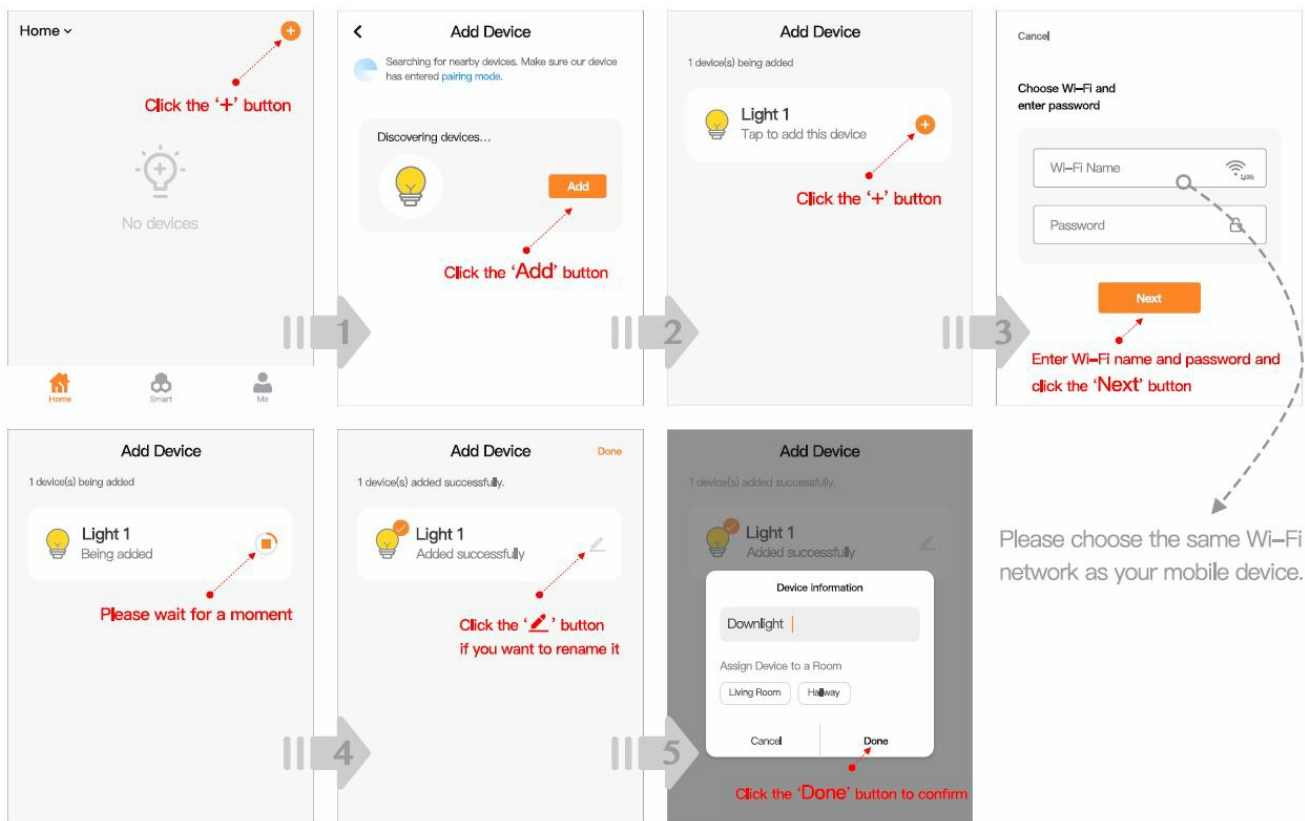 Home
Click the ‘+’ button
No devices
Home
Smart
Me
1
Add Device
Searching for nearby devices. Make sure our device
has entered pairing mode.
Discovering devices...
Add
Click the ‘Add’ button
2
Add Device
1 device(s) being added
Light 1
Tap to add this device
Click the ‘+’ button
3
Cancel
Choose Wi-Fi and
enter password
Wi-Fi Name
Password
Next
Enter Wi-Fi name and password and
click the ‘Next’ button
Please choose the same Wi-Fi
network as your mobile device.
Add Device
1 device(s) being added
Light 1
Being added
Please wait for a moment
4
Add Device
Done
1 device(s) added successfully.
Light 1
Added successfully
Click the ‘ ’ button
if you want to rename it
5
Add Device
1 device(s) added successfully.
Light 1
Added successfully
Device Information
Downlight
Assign Device to a Room
Living Room
Hallway
Cancel
Done
Click the ‘Done’ button to confirm